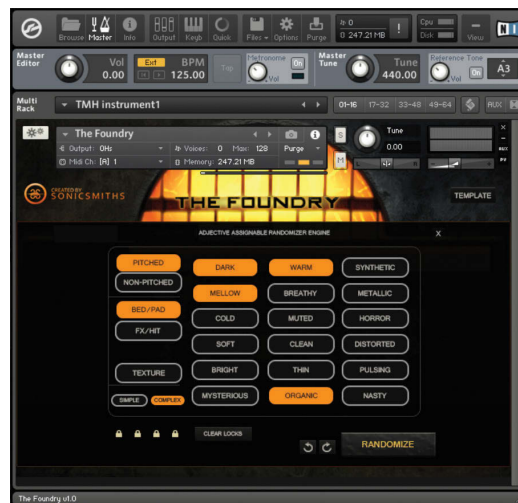 Browse Master Info Output Keyb Quick Files Options Purge 0 0 247.21 MB ! Cpu Disk View NI
Master Editor Vol 0.00 Ext BPM 125.00 Tap Metronome On Vol Master Tune Tune 440.00 Reference Tone On Vol A3
Multi Rack TMH instrument1 01-16 17-32 33-48 49-64 AUX
The Foundry i S Tune 0.00 x
Output: OHs Voices: 0 Max: 128 Purge AUX
Midi Ch: [A] 1 Memory: 247.21 MB M L R PV
CREATED BY
SONICSMITHS THE FOUNDRY TEMPLATE
ADJECTIVE ASSIGNABLE RANDOMIZER ENGINE X
PITCHED DARK WARM SYNTHETIC
NON-PITCHED MELLOW BREATHY METALLIC
BED/PAD COLD MUTED HORROR
FX/HIT SOFT CLEAN DISTORTED
TEXTURE BRIGHT THIN PULSING
SIMPLE COMPLEX MYSTERIOUS ORGANIC NASTY
CLEAR LOCKS RANDOMIZE
The Foundry v1.0